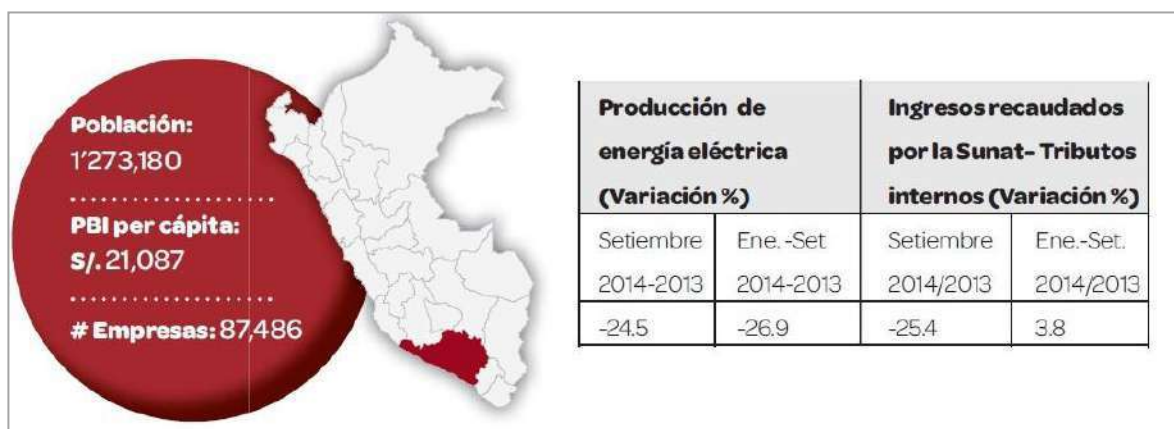 Población:
1'273,180
PBI per cápita:
S/. 21,087
# Empresas: 87,486
Producción de
energía eléctrica
(Variación %)
Ingresos recaudados
por la Sunat- Tributos
internos (Variación %)
Setiembre
2014-2013
Ene. -Set
2014-2013
Setiembre
2014/2013
Ene.-Set.
2014/2013
-24.5
-26.9
-25.4
3.8